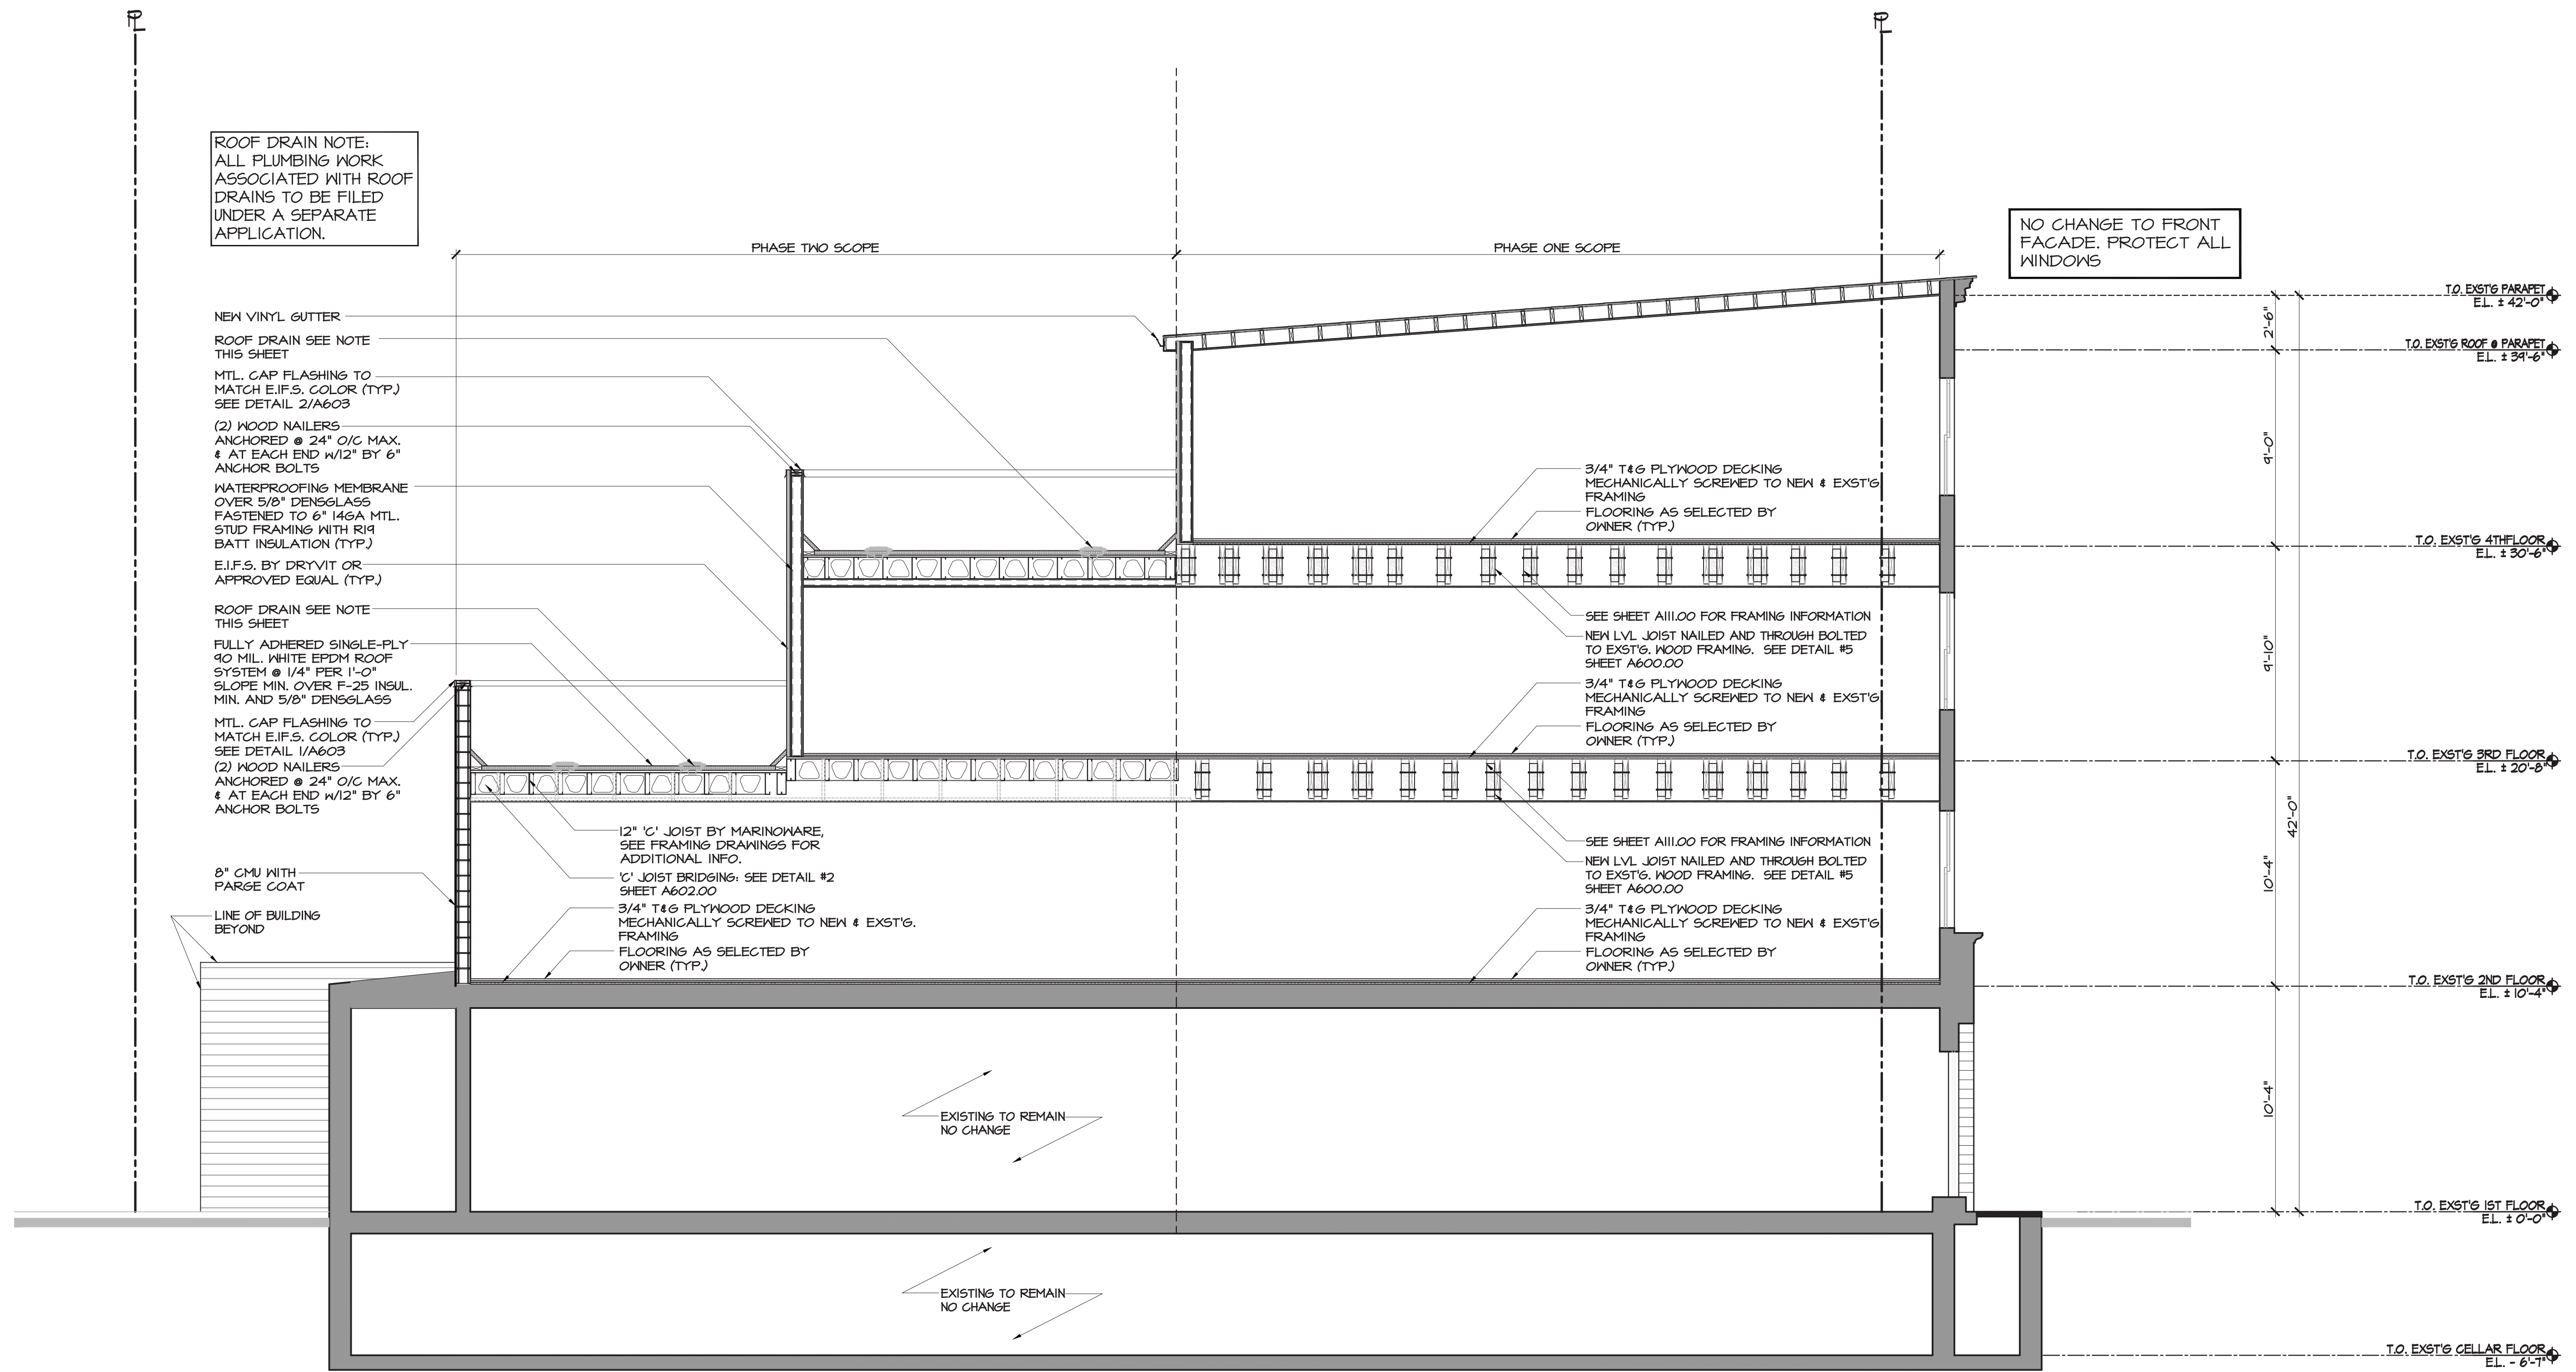 PL
PL
ROOF DRAIN NOTE:
ALL PLUMBING WORK
ASSOCIATED WITH ROOF
DRAINS TO BE FILED
UNDER A SEPARATE
APPLICATION.
NO CHANGE TO FRONT
FACADE. PROTECT ALL
WINDOWS
PHASE TWO SCOPE
PHASE ONE SCOPE
NEW VINYL GUTTER
ROOF DRAIN SEE NOTE
THIS SHEET
MTL. CAP FLASHING TO
MATCH E.I.F.S. COLOR (TYP.)
SEE DETAIL 2/A603
(2) WOOD NAILERS
ANCHORED @ 24" O/C MAX.
& AT EACH END W/12" BY 6"
ANCHOR BOLTS
WATERPROOFING MEMBRANE
OVER 5/8" DENSGLASS
FASTENED TO 6" 14GA MTL.
STUD FRAMING WITH R19
BATT INSULATION (TYP.)
E.I.F.S. BY DRYVIT OR
APPROVED EQUAL (TYP.)
ROOF DRAIN SEE NOTE
THIS SHEET
FULLY ADHERED SINGLE-PLY
90 MIL. WHITE EPDM ROOF
SYSTEM @ 1/4" PER 1'-0"
SLOPE MIN. OVER F-25 INSUL.
MIN. AND 5/8" DENSGLASS
MTL. CAP FLASHING TO
MATCH E.I.F.S. COLOR (TYP.)
SEE DETAIL 1/A603
(2) WOOD NAILERS
ANCHORED @ 24" O/C MAX.
& AT EACH END W/12" BY 6"
ANCHOR BOLTS
8" CMU WITH
PARGE COAT
LINE OF BUILDING
BEYOND
12" 'C' JOIST BY MARINOWARE,
SEE FRAMING DRAWINGS FOR
ADDITIONAL INFO.
'C' JOIST BRIDGING: SEE DETAIL #2
SHEET A602.00
3/4" T&G PLYWOOD DECKING
MECHANICALLY SCREWED TO NEW & EXST'G.
FRAMING
FLOORING AS SELECTED BY
OWNER (TYP.)
3/4" T&G PLYWOOD DECKING
MECHANICALLY SCREWED TO NEW & EXST'G
FRAMING
FLOORING AS SELECTED BY
OWNER (TYP.)
SEE SHEET A111.00 FOR FRAMING INFORMATION
NEW LVL JOIST NAILED AND THROUGH BOLTED
TO EXST'G. WOOD FRAMING. SEE DETAIL #5
SHEET A600.00
3/4" T&G PLYWOOD DECKING
MECHANICALLY SCREWED TO NEW & EXST'G
FRAMING
FLOORING AS SELECTED BY
OWNER (TYP.)
SEE SHEET A111.00 FOR FRAMING INFORMATION
NEW LVL JOIST NAILED AND THROUGH BOLTED
TO EXST'G. WOOD FRAMING. SEE DETAIL #5
SHEET A600.00
3/4" T&G PLYWOOD DECKING
MECHANICALLY SCREWED TO NEW & EXST'G
FRAMING
FLOORING AS SELECTED BY
OWNER (TYP.)
EXISTING TO REMAIN
NO CHANGE
EXISTING TO REMAIN
NO CHANGE
2'-6"
9'-0"
9'-10"
10'-4"
10'-4"
42'-0"
T.O. EXST'G PARAPET
E.L. ± 42'-0"
T.O. EXST'G ROOF @ PARAPET
E.L. ± 39'-6"
T.O. EXST'G 4THFLOOR
E.L. ± 30'-6"
T.O. EXST'G 3RD FLOOR
E.L. ± 20'-8"
T.O. EXST'G 2ND FLOOR
E.L. ± 10'-4"
T.O. EXST'G 1ST FLOOR
E.L. ± 0'-0"
T.O. EXST'G CELLAR FLOOR
E.L. - 6'-7"